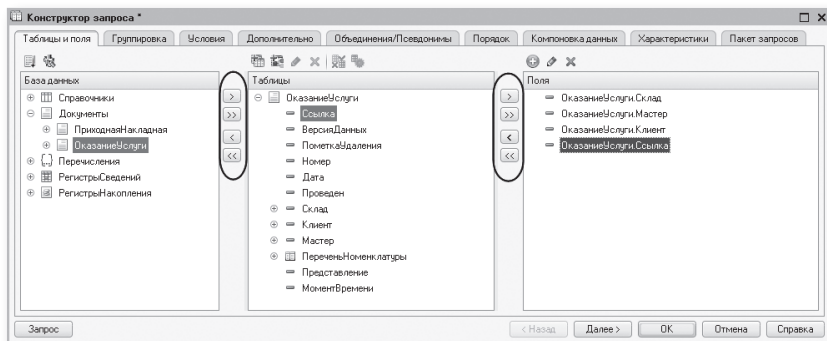 Конструктор запроса *
Таблицы и поля Группировка Условия Дополнительно Объединения/Псевдонимы Порядок Компоновка данных Характеристики Пакет запросов
База данных
Справочники
Документы
ПриходнаяНакладная
ОказаниеУслуги
Перечисления
РегистрыСведений
РегистрыНакопления
>
>>
<
<<
Таблицы
ОказаниеУслуги
Ссылка
ВерсияДанных
ПометкаУдаления
Номер
Дата
Проведен
Склад
Клиент
Мастер
ПереченьНоменклатуры
Представление
МоментВремени
>
>>
<
<<
Поля
ОказаниеУслуги.Склад
ОказаниеУслуги.Мастер
ОказаниеУслуги.Клиент
ОказаниеУслуги.Ссылка
Запрос < Назад Далее > OK Отмена Справка